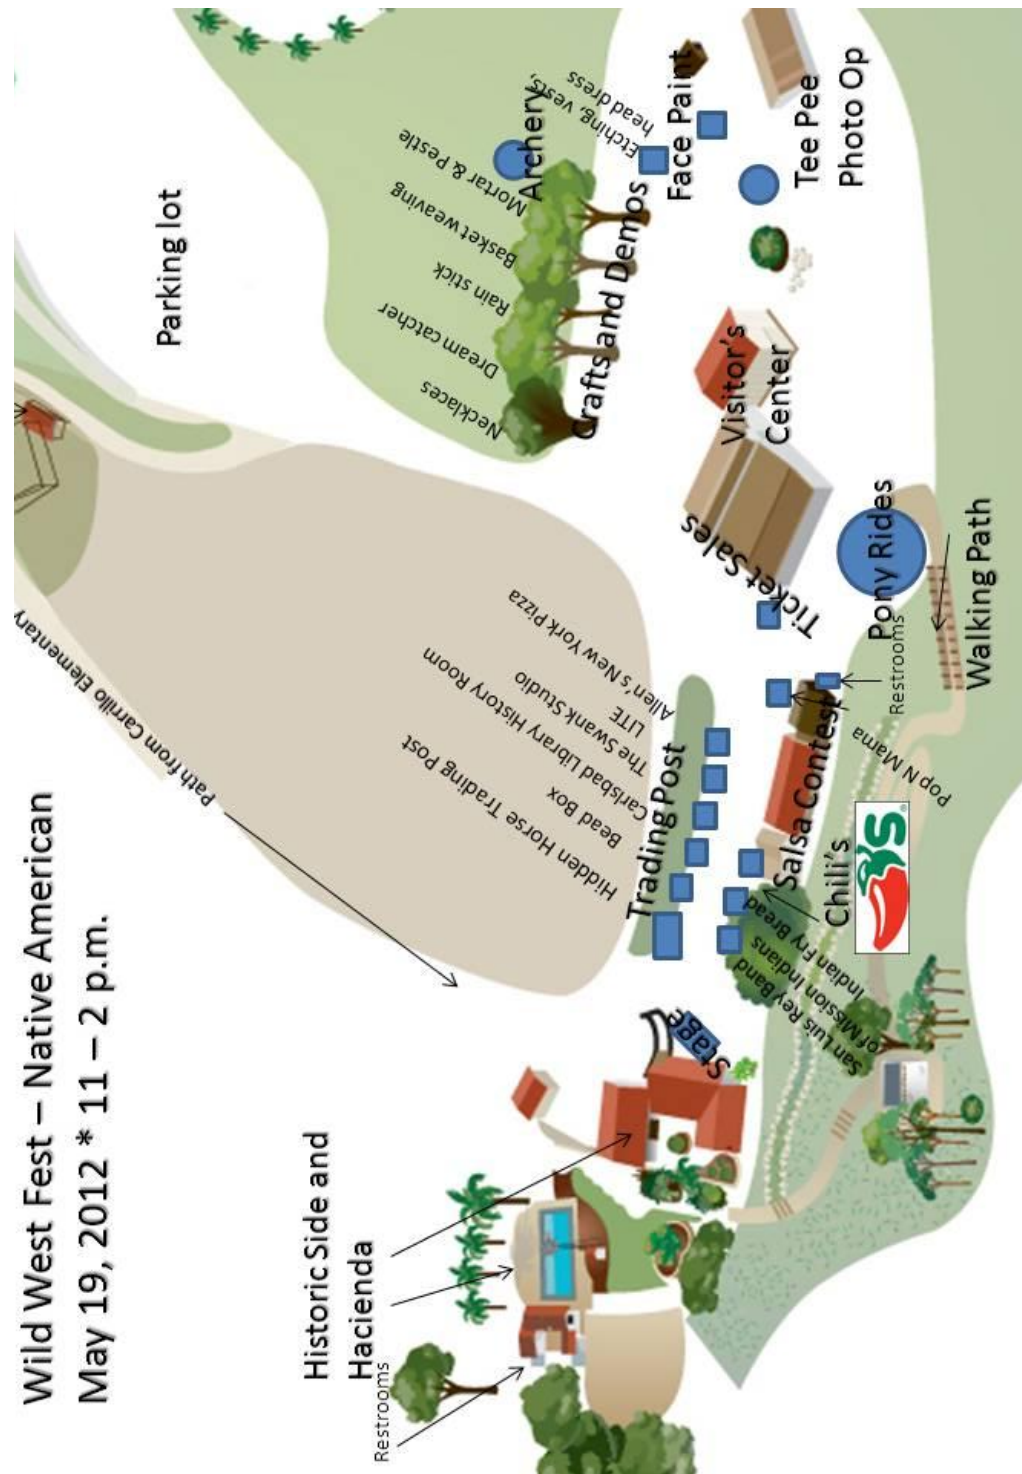 Wild West Fest – Native American
May 19, 2012 * 11 – 2 p.m.
Historic Side and
Hacienda
Restrooms
Path from Carrillo Elementary
Parking lot
Stage
Hidden Horse Trading Post
Bead Box
Carlsbad Library History Room
The Swank Studio
LITE
Allen's New York Pizza
Trading Post
San Luis Rey Band
of Mission Indians
Indian Fry Bread
Chili's
Salsa Contest
Pop N Mama
Restrooms
Ticket Sales
Pony Rides
Walking Path
Visitor's
Center
Necklaces
Dream catcher
Rain stick
Basket weaving
Mortar & Pestle
Etching, vests,
head dress
Crafts and Demos
Archery
Face Paint
Tee Pee
Photo Op